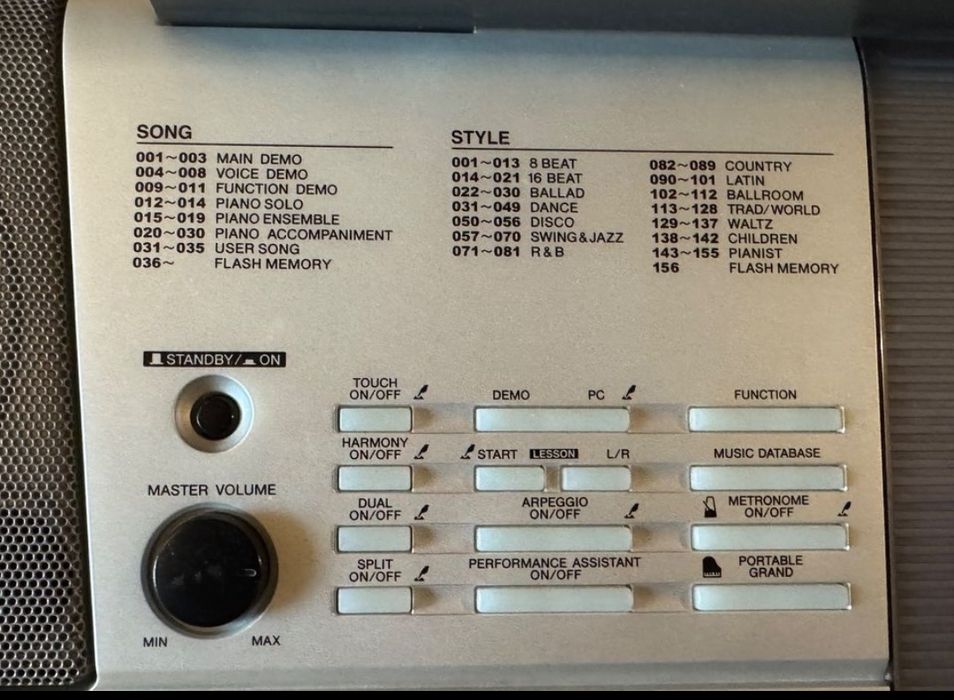 SONG
001~003 MAIN DEMO
004~008 VOICE DEMO
009~011 FUNCTION DEMO
012~014 PIANO SOLO
015~019 PIANO ENSEMBLE
020~030 PIANO ACCOMPANIMENT
031~035 USER SONG
036~ FLASH MEMORY
STYLE
001~013 8 BEAT
014~021 16 BEAT
022~030 BALLAD
031~049 DANCE
050~056 DISCO
057~070 SWING&JAZZ
071~081 R&B
082~089 COUNTRY
090~101 LATIN
102~112 BALLROOM
113~128 TRAD/WORLD
129~137 WALTZ
138~142 CHILDREN
143~155 PIANIST
156 FLASH MEMORY
STANDBY/ ON
MASTER VOLUME
MIN MAX
TOUCH
ON/OFF
DEMO PC
FUNCTION
HARMONY
ON/OFF
START LESSON L/R
MUSIC DATABASE
DUAL
ON/OFF
ARPEGGIO
ON/OFF
METRONOME
ON/OFF
SPLIT
ON/OFF
PERFORMANCE ASSISTANT
ON/OFF
PORTABLE
GRAND